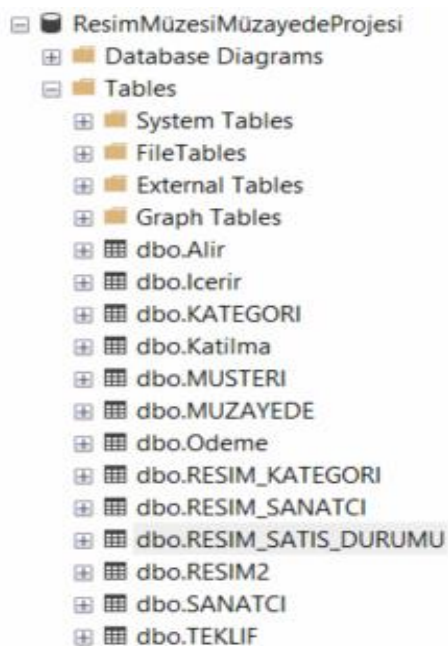 ResimMüzesiMüzayedeProjesi
Database Diagrams
Tables
System Tables
FileTables
External Tables
Graph Tables
dbo.Alir
dbo.Icerir
dbo.KATEGORI
dbo.Katilma
dbo.MUSTERI
dbo.MUZAYEDE
dbo.Odeme
dbo.RESIM_KATEGORI
dbo.RESIM_SANATCI
dbo.RESIM_SATIS_DURUMU
dbo.RESIM2
dbo.SANATCI
dbo.TEKLIF